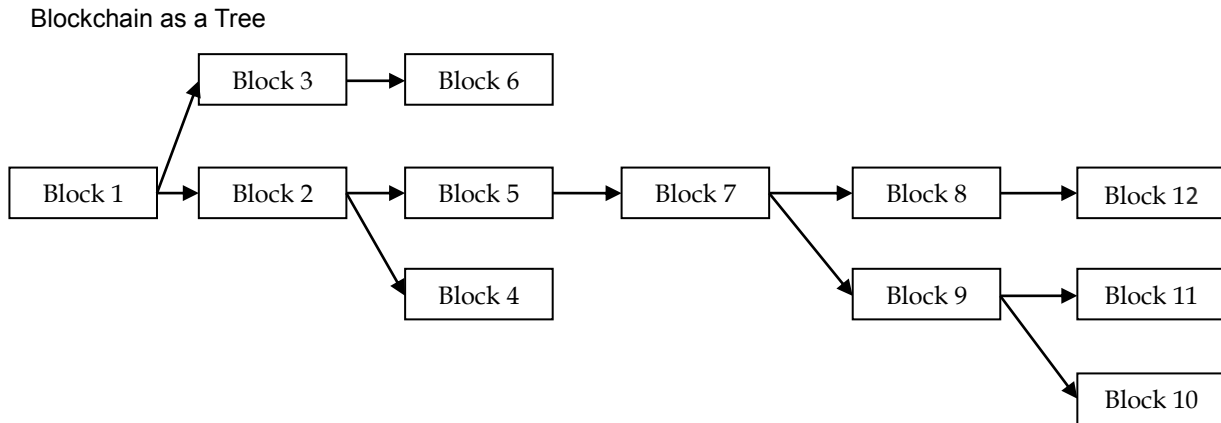 Blockchain as a Tree
Block 3
Block 6
Block 1
Block 2
Block 5
Block 7
Block 8
Block 12
Block 4
Block 9
Block 11
Block 10